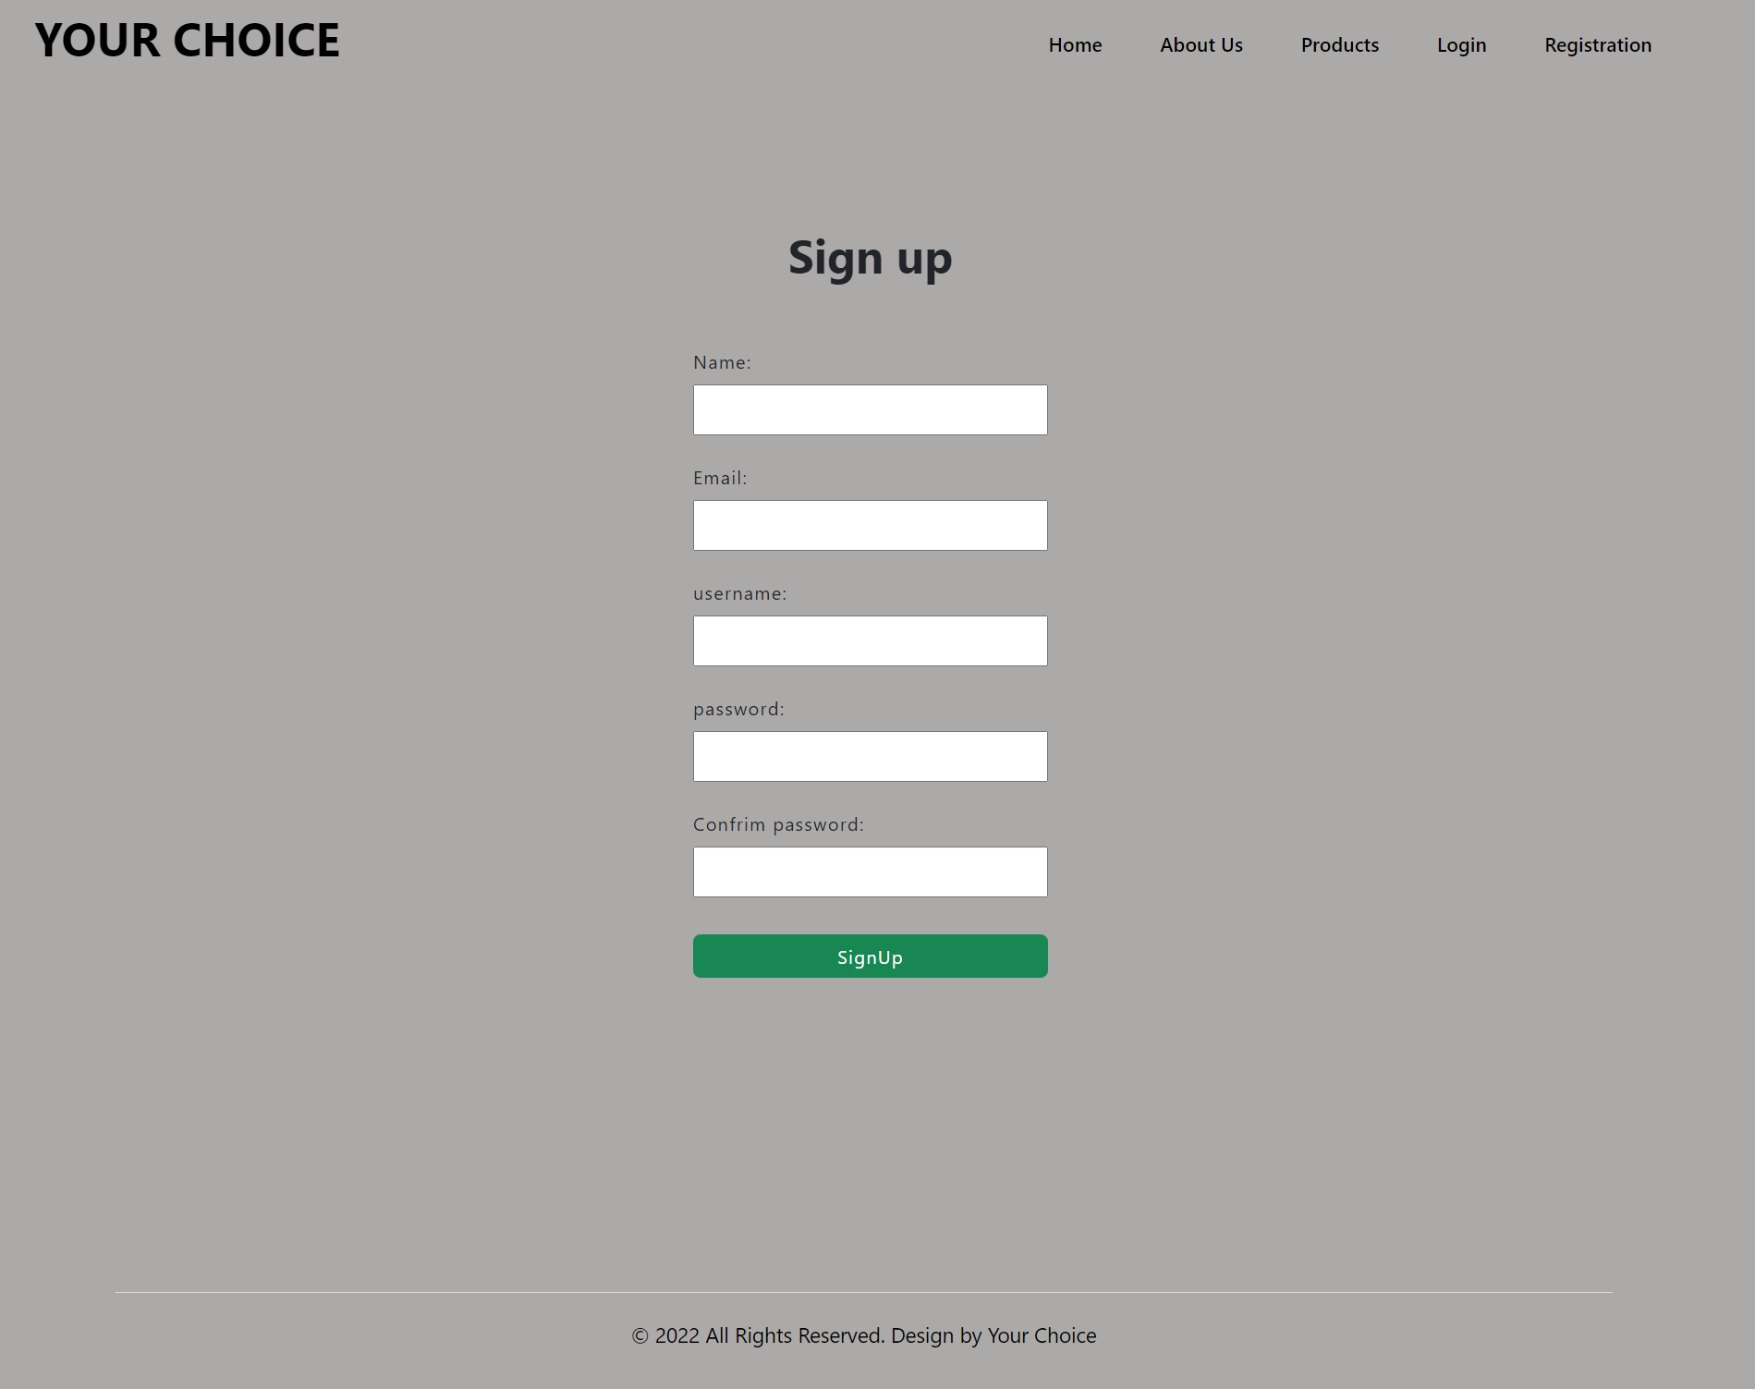 YOUR CHOICE
Home About Us Products Login Registration
Sign up
Name:
Email:
username:
password:
Confrim password:
SignUp
© 2022 All Rights Reserved. Design by Your Choice